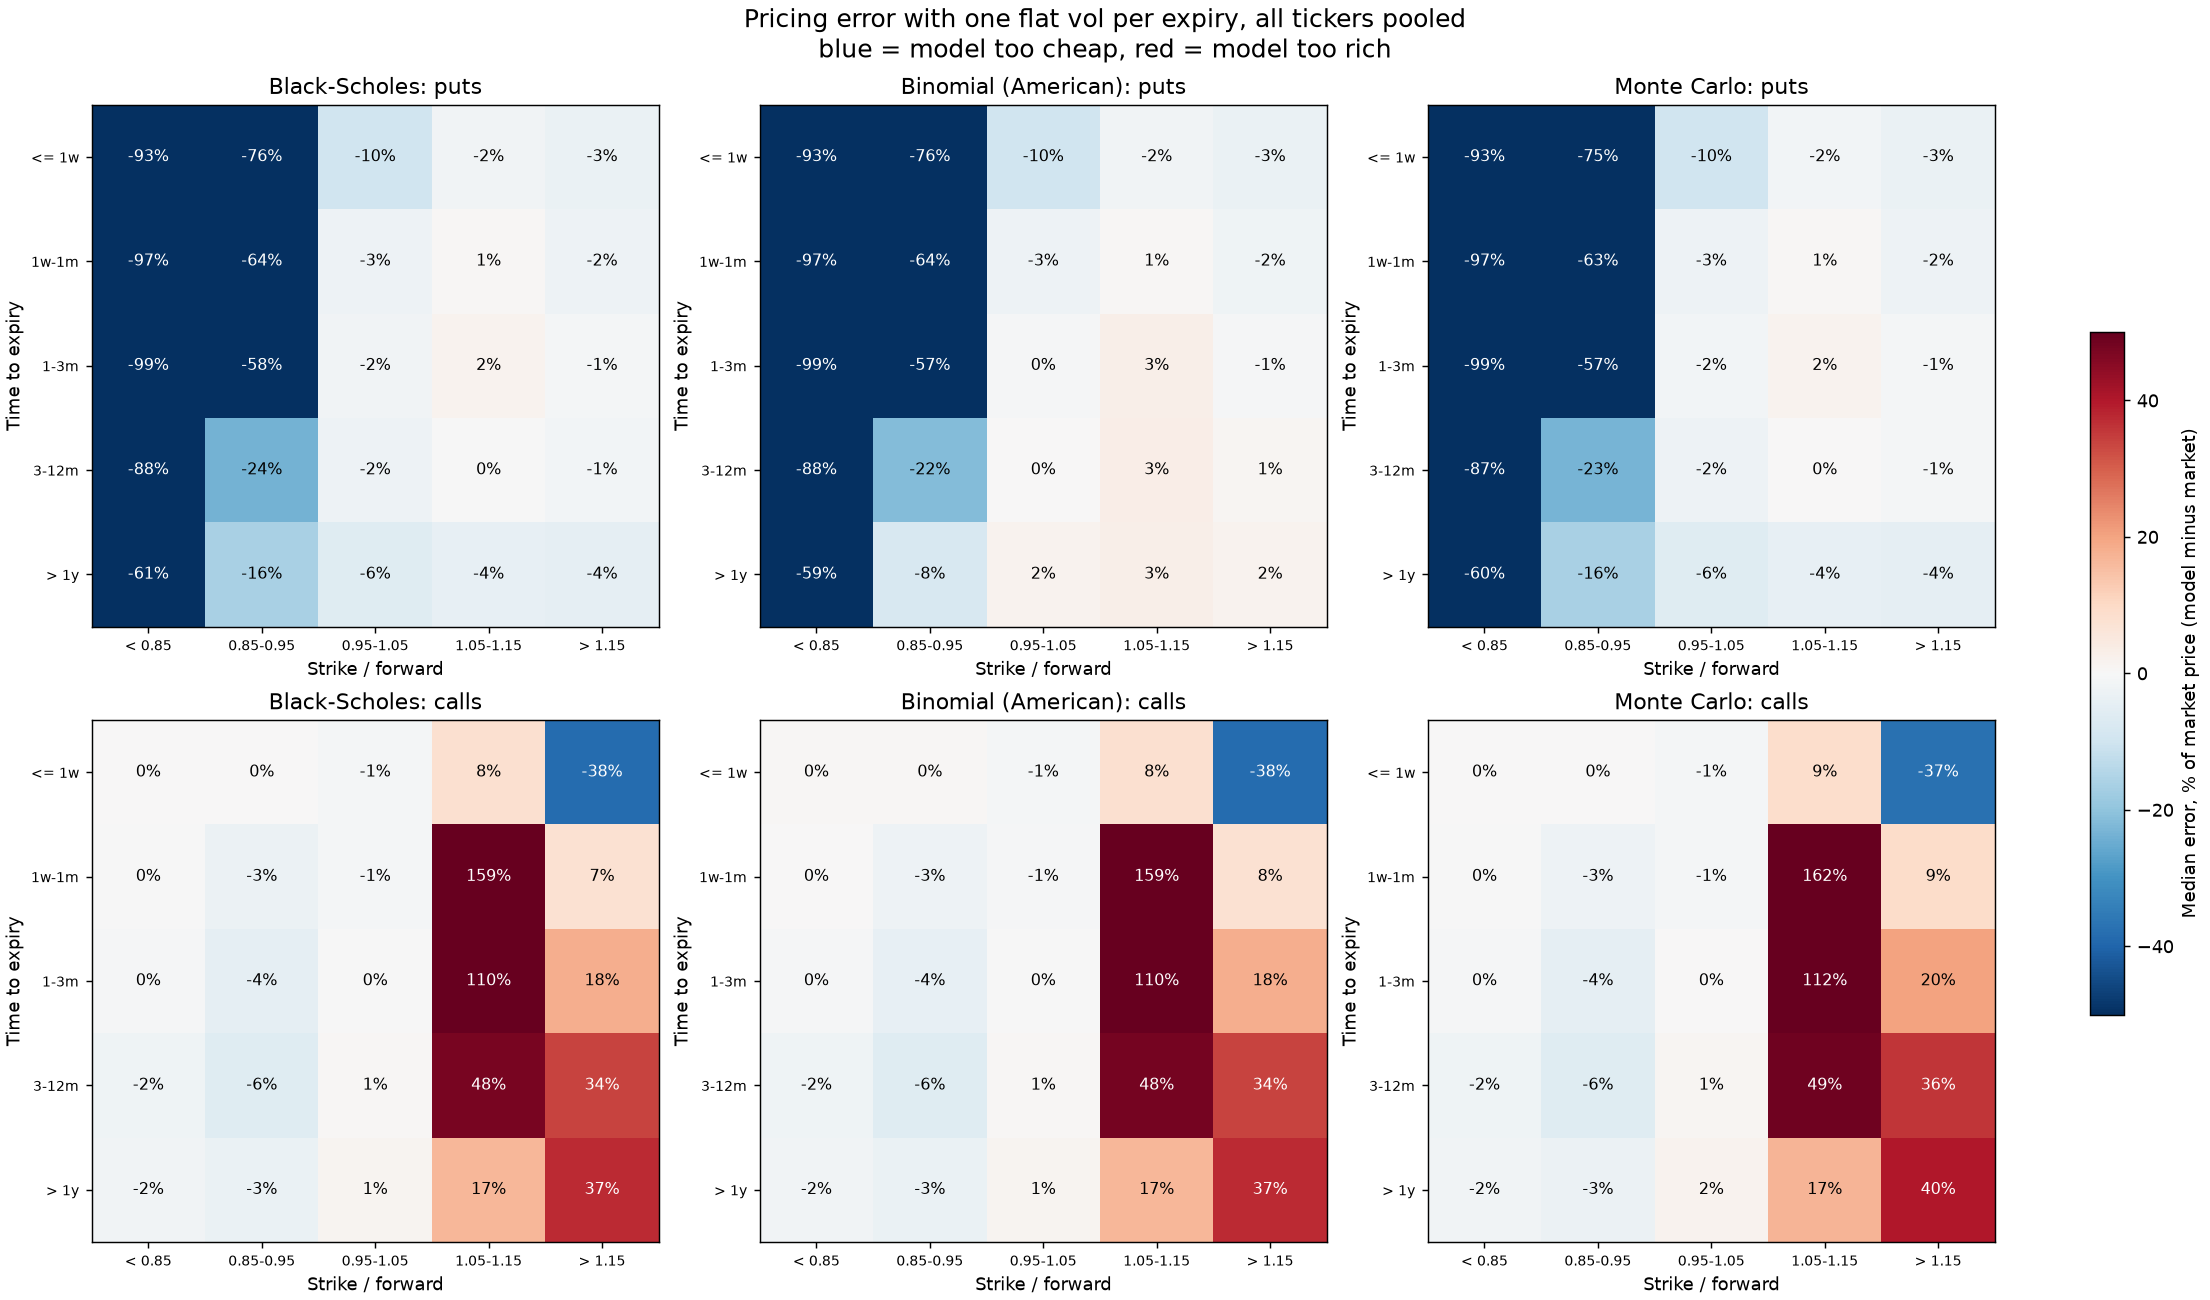 Pricing error with one flat vol per expiry, all tickers pooled
blue = model too cheap, red = model too rich
Black-Scholes: puts
Time to expiry
<= 1w -93% -76% -10% -2% -3%
1w-1m -97% -64% -3% 1% -2%
1-3m -99% -58% -2% 2% -1%
3-12m -88% -24% -2% 0% -1%
> 1y -61% -16% -6% -4% -4%
< 0.85 0.85-0.95 0.95-1.05 1.05-1.15 > 1.15
Strike / forward
Binomial (American): puts
Time to expiry
<= 1w -93% -76% -10% -2% -3%
1w-1m -97% -64% -3% 1% -2%
1-3m -99% -57% 0% 3% -1%
3-12m -88% -22% 0% 3% 1%
> 1y -59% -8% 2% 3% 2%
< 0.85 0.85-0.95 0.95-1.05 1.05-1.15 > 1.15
Strike / forward
Monte Carlo: puts
Time to expiry
<= 1w -93% -75% -10% -2% -3%
1w-1m -97% -63% -3% 1% -2%
1-3m -99% -57% -2% 2% -1%
3-12m -87% -23% -2% 0% -1%
> 1y -60% -16% -6% -4% -4%
< 0.85 0.85-0.95 0.95-1.05 1.05-1.15 > 1.15
Strike / forward
Black-Scholes: calls
Time to expiry
<= 1w 0% 0% -1% 8% -38%
1w-1m 0% -3% -1% 159% 7%
1-3m 0% -4% 0% 110% 18%
3-12m -2% -6% 1% 48% 34%
> 1y -2% -3% 1% 17% 37%
< 0.85 0.85-0.95 0.95-1.05 1.05-1.15 > 1.15
Strike / forward
Binomial (American): calls
Time to expiry
<= 1w 0% 0% -1% 8% -38%
1w-1m 0% -3% -1% 159% 8%
1-3m 0% -4% 0% 110% 18%
3-12m -2% -6% 1% 48% 34%
> 1y -2% -3% 1% 17% 37%
< 0.85 0.85-0.95 0.95-1.05 1.05-1.15 > 1.15
Strike / forward
Monte Carlo: calls
Time to expiry
<= 1w 0% 0% -1% 9% -37%
1w-1m 0% -3% -1% 162% 9%
1-3m 0% -4% 0% 112% 20%
3-12m -2% -6% 1% 49% 36%
> 1y -2% -3% 2% 17% 40%
< 0.85 0.85-0.95 0.95-1.05 1.05-1.15 > 1.15
Strike / forward
40
20
0
−20
−40
Median error, % of market price (model minus market)